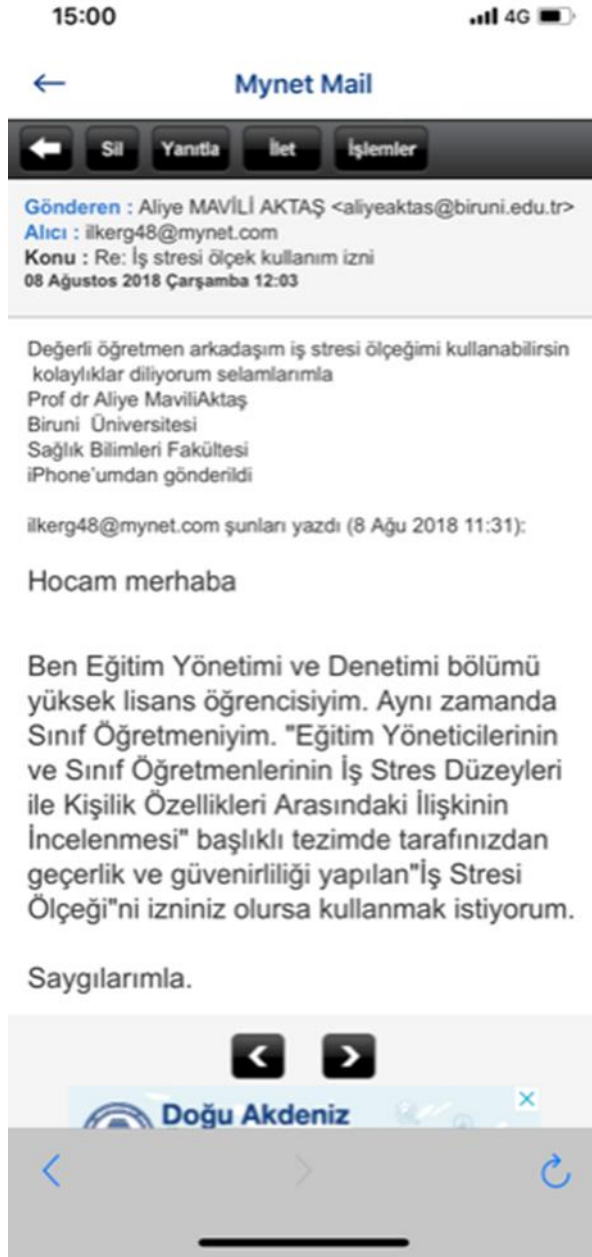 15:00
4G
Mynet Mail
Sil
Yanıtla
İlet
İşlemler
Gönderen : Aliye MAVİLİ AKTAŞ <aliyeaktas@biruni.edu.tr>
Alıcı : ilkerg48@mynet.com
Konu : Re: İş stresi ölçek kullanım izni
08 Ağustos 2018 Çarşamba 12:03
Değerli öğretmen arkadaşım iş stresi ölçeğimi kullanabilirsin
kolaylıklar diliyorum selamlarımla
Prof dr Aliye MaviliAktaş
Biruni Üniversitesi
Sağlık Bilimleri Fakültesi
iPhone'umdan gönderildi
ilkerg48@mynet.com şunları yazdı (8 Ağu 2018 11:31):
Hocam merhaba
Ben Eğitim Yönetimi ve Denetimi bölümü
yüksek lisans öğrencisiyim. Aynı zamanda
Sınıf Öğretmeniyim. "Eğitim Yöneticilerinin
ve Sınıf Öğretmenlerinin İş Stres Düzeyleri
ile Kişilik Özellikleri Arasındaki İlişkinin
İncelenmesi" başlıklı tezimde tarafınızdan
geçerlik ve güvenirliliği yapılan"İş Stresi
Ölçeği"ni izniniz olursa kullanmak istiyorum.
Saygılarımla.
Doğu Akdeniz